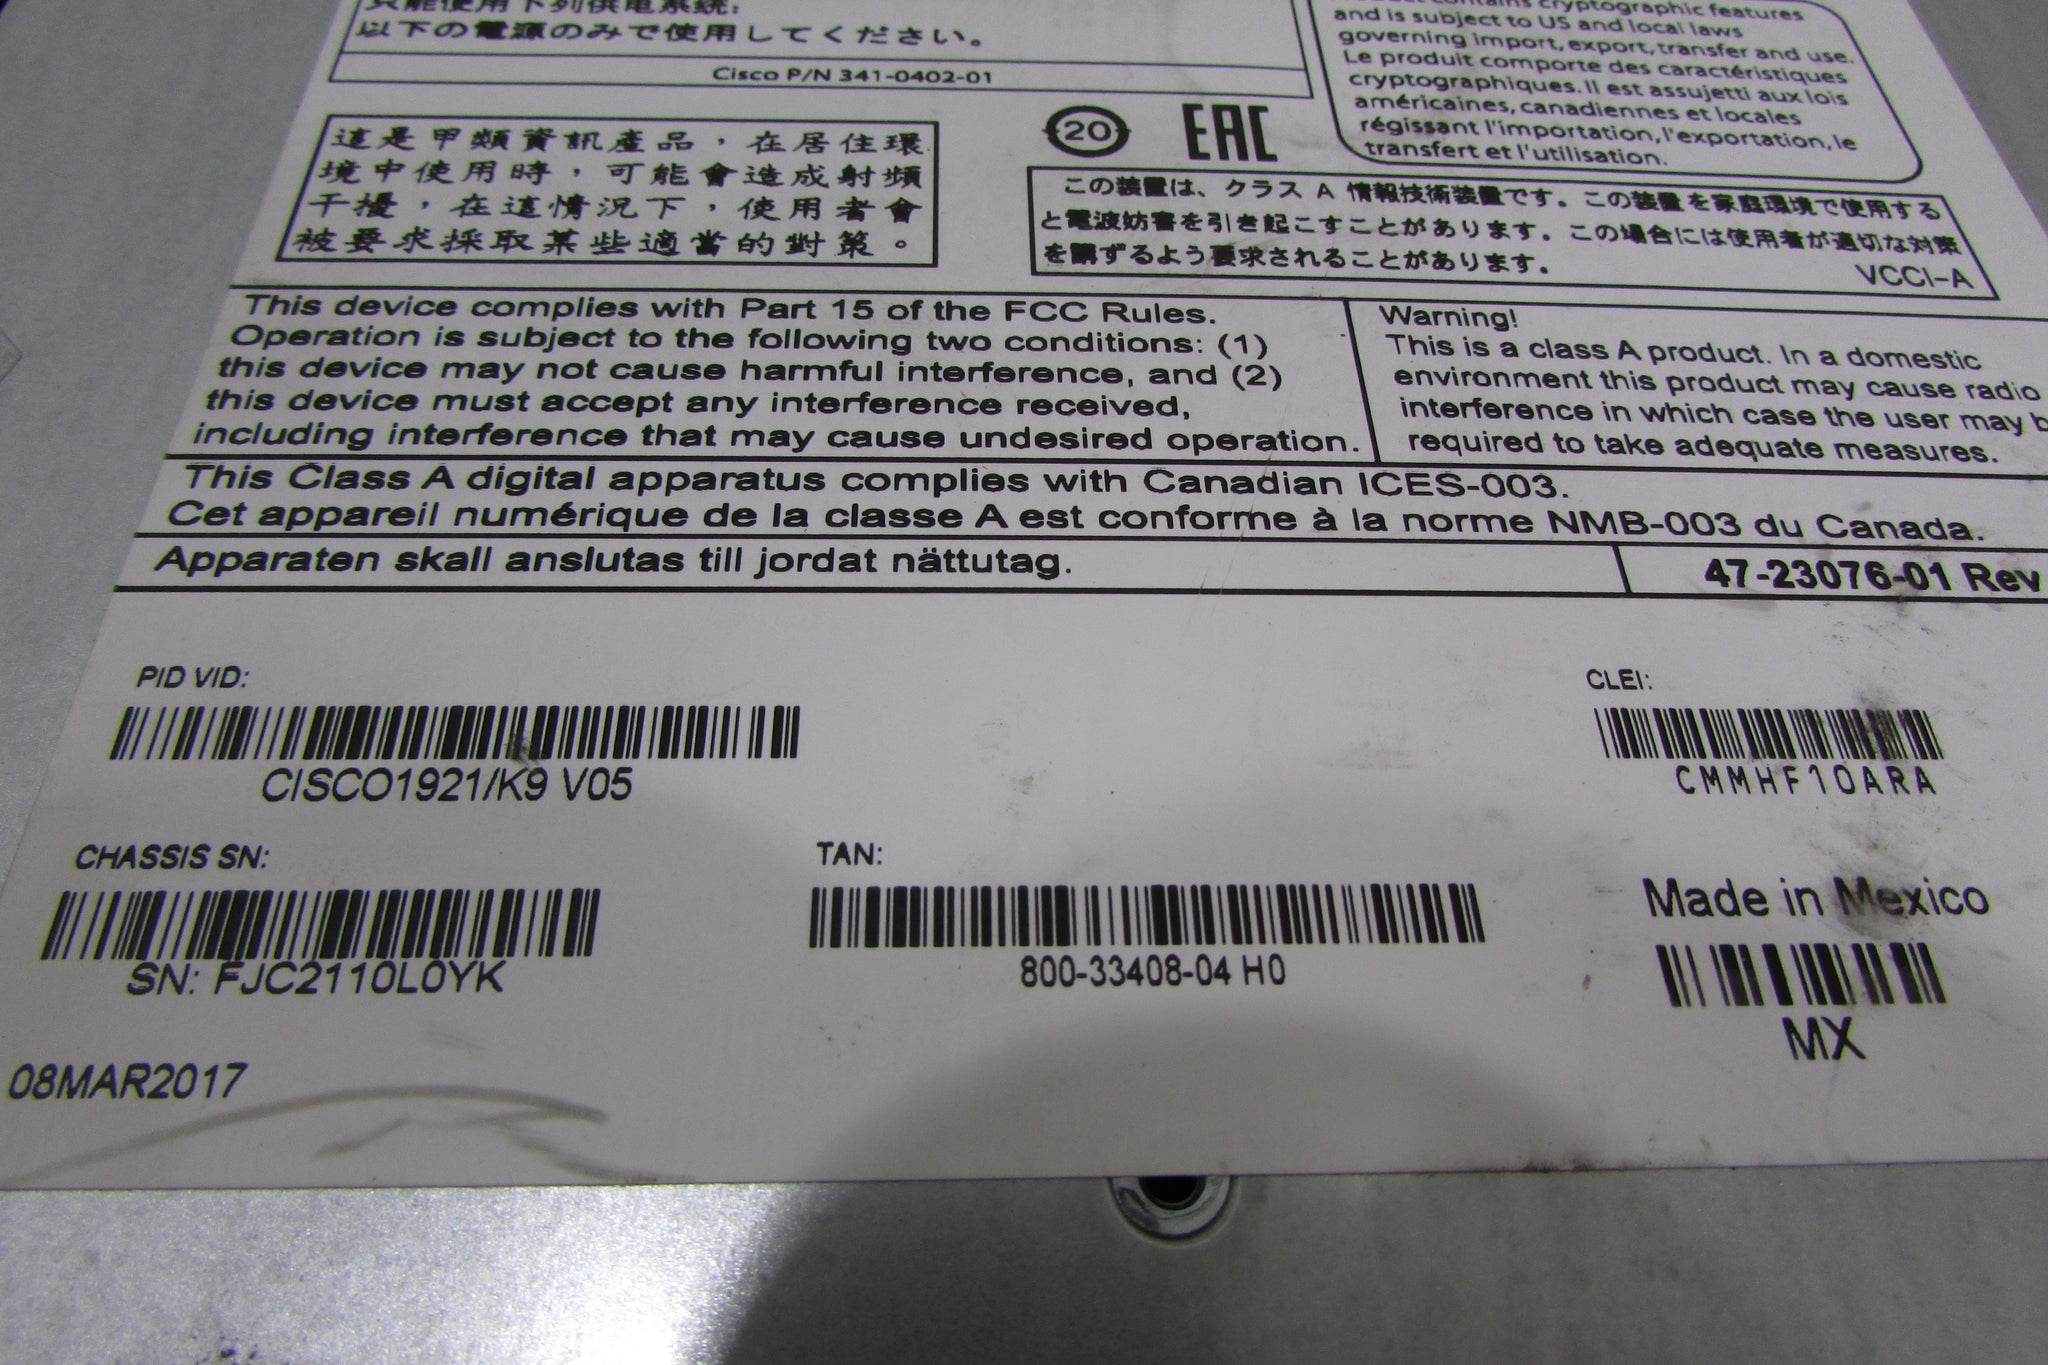 只能使用下列供电系統:
以下の電源のみで使用してください。
Cisco P/N 341-0402-01
contains cryptographic features
and is subject to US and local laws
governing import, export, transfer and use.
Le produit comporte des caractéristiques
cryptographiques. Il est assujetti aux lois
américaines, canadiennes et locales
régissant l'importation, l'exportation, le
transfert et l'utilisation.
這是甲類資訊產品，在居住環
境中使用時，可能會造成射頻
干擾，在這情況下，使用者會
被要求採取某些適當的對策。
20
EAC
この装置は、クラス A 情報技術装置です。この装置を家庭環境で使用する
と電波妨害を引き起こすことがあります。この場合には使用者が適切な対策
を講ずるよう要求されることがあります。
VCCI-A
This device complies with Part 15 of the FCC Rules.
Operation is subject to the following two conditions: (1)
this device may not cause harmful interference, and (2)
this device must accept any interference received,
including interference that may cause undesired operation.
Warning!
This is a class A product. In a domestic
environment this product may cause radio
interference in which case the user may
required to take adequate measures.
This Class A digital apparatus complies with Canadian ICES-003.
Cet appareil numérique de la classe A est conforme à la norme NMB-003 du Canada.
Apparaten skall anslutas till jordat nättutag.
47-23076-01 Rev
PID VID:
CISCO1921/K9 V05
CLEI:
CMMHF10ARA
CHASSIS SN:
SN: FJC2110L0YK
TAN:
800-33408-04 H0
Made in Mexico
MX
08MAR2017